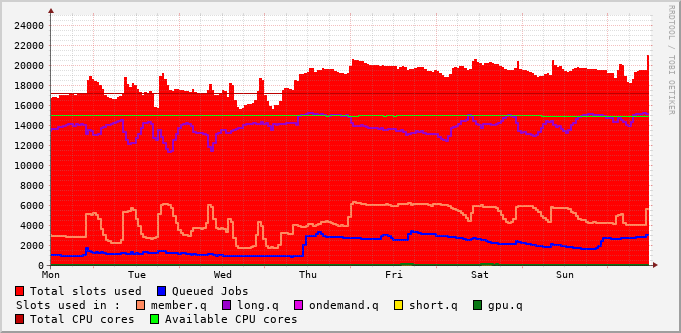 RRDTOOL / TOBI OETIKER
24000
22000
20000
18000
16000
14000
12000
10000
8000
6000
4000
2000
0
Mon Tue Wed Thu Fri Sat Sun
Total slots used Queued Jobs
Slots used in : member.q long.q ondemand.q short.q gpu.q
Total CPU cores Available CPU cores